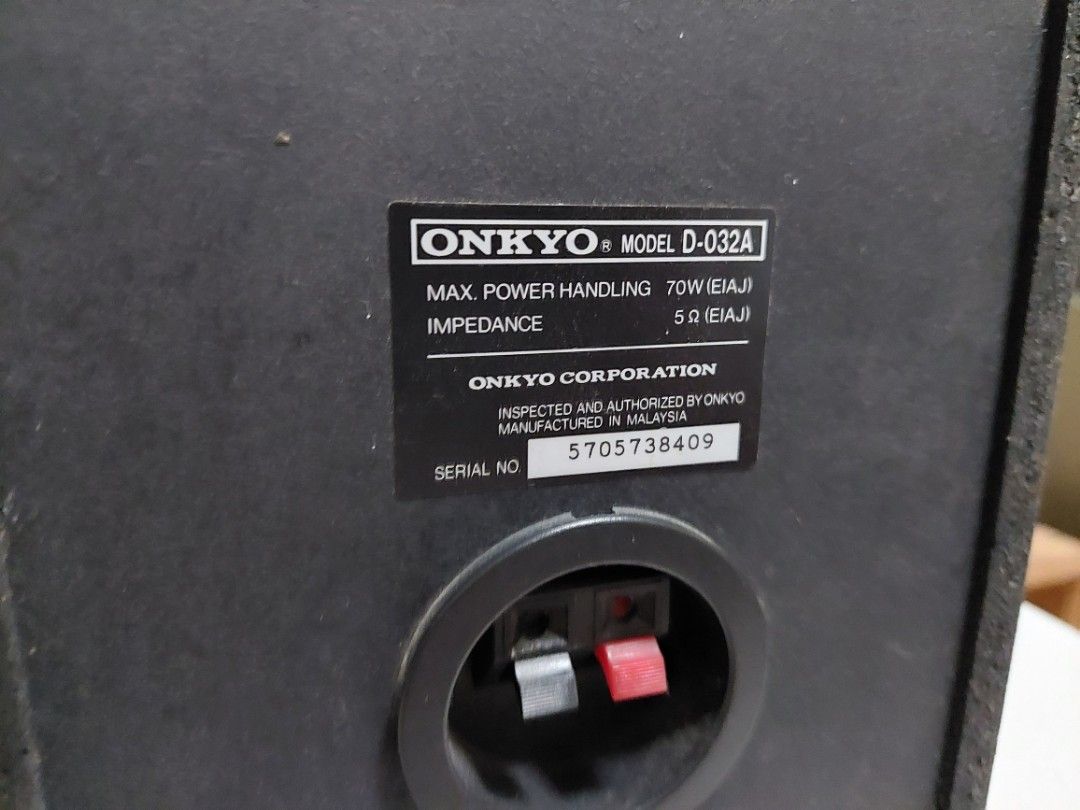 ONKYO® MODEL D-032A
MAX. POWER HANDLING 70W (EIAJ)
IMPEDANCE 5 Ω (EIAJ)
ONKYO CORPORATION
INSPECTED AND AUTHORIZED BY ONKYO
MANUFACTURED IN MALAYSIA
SERIAL NO. 5705738409